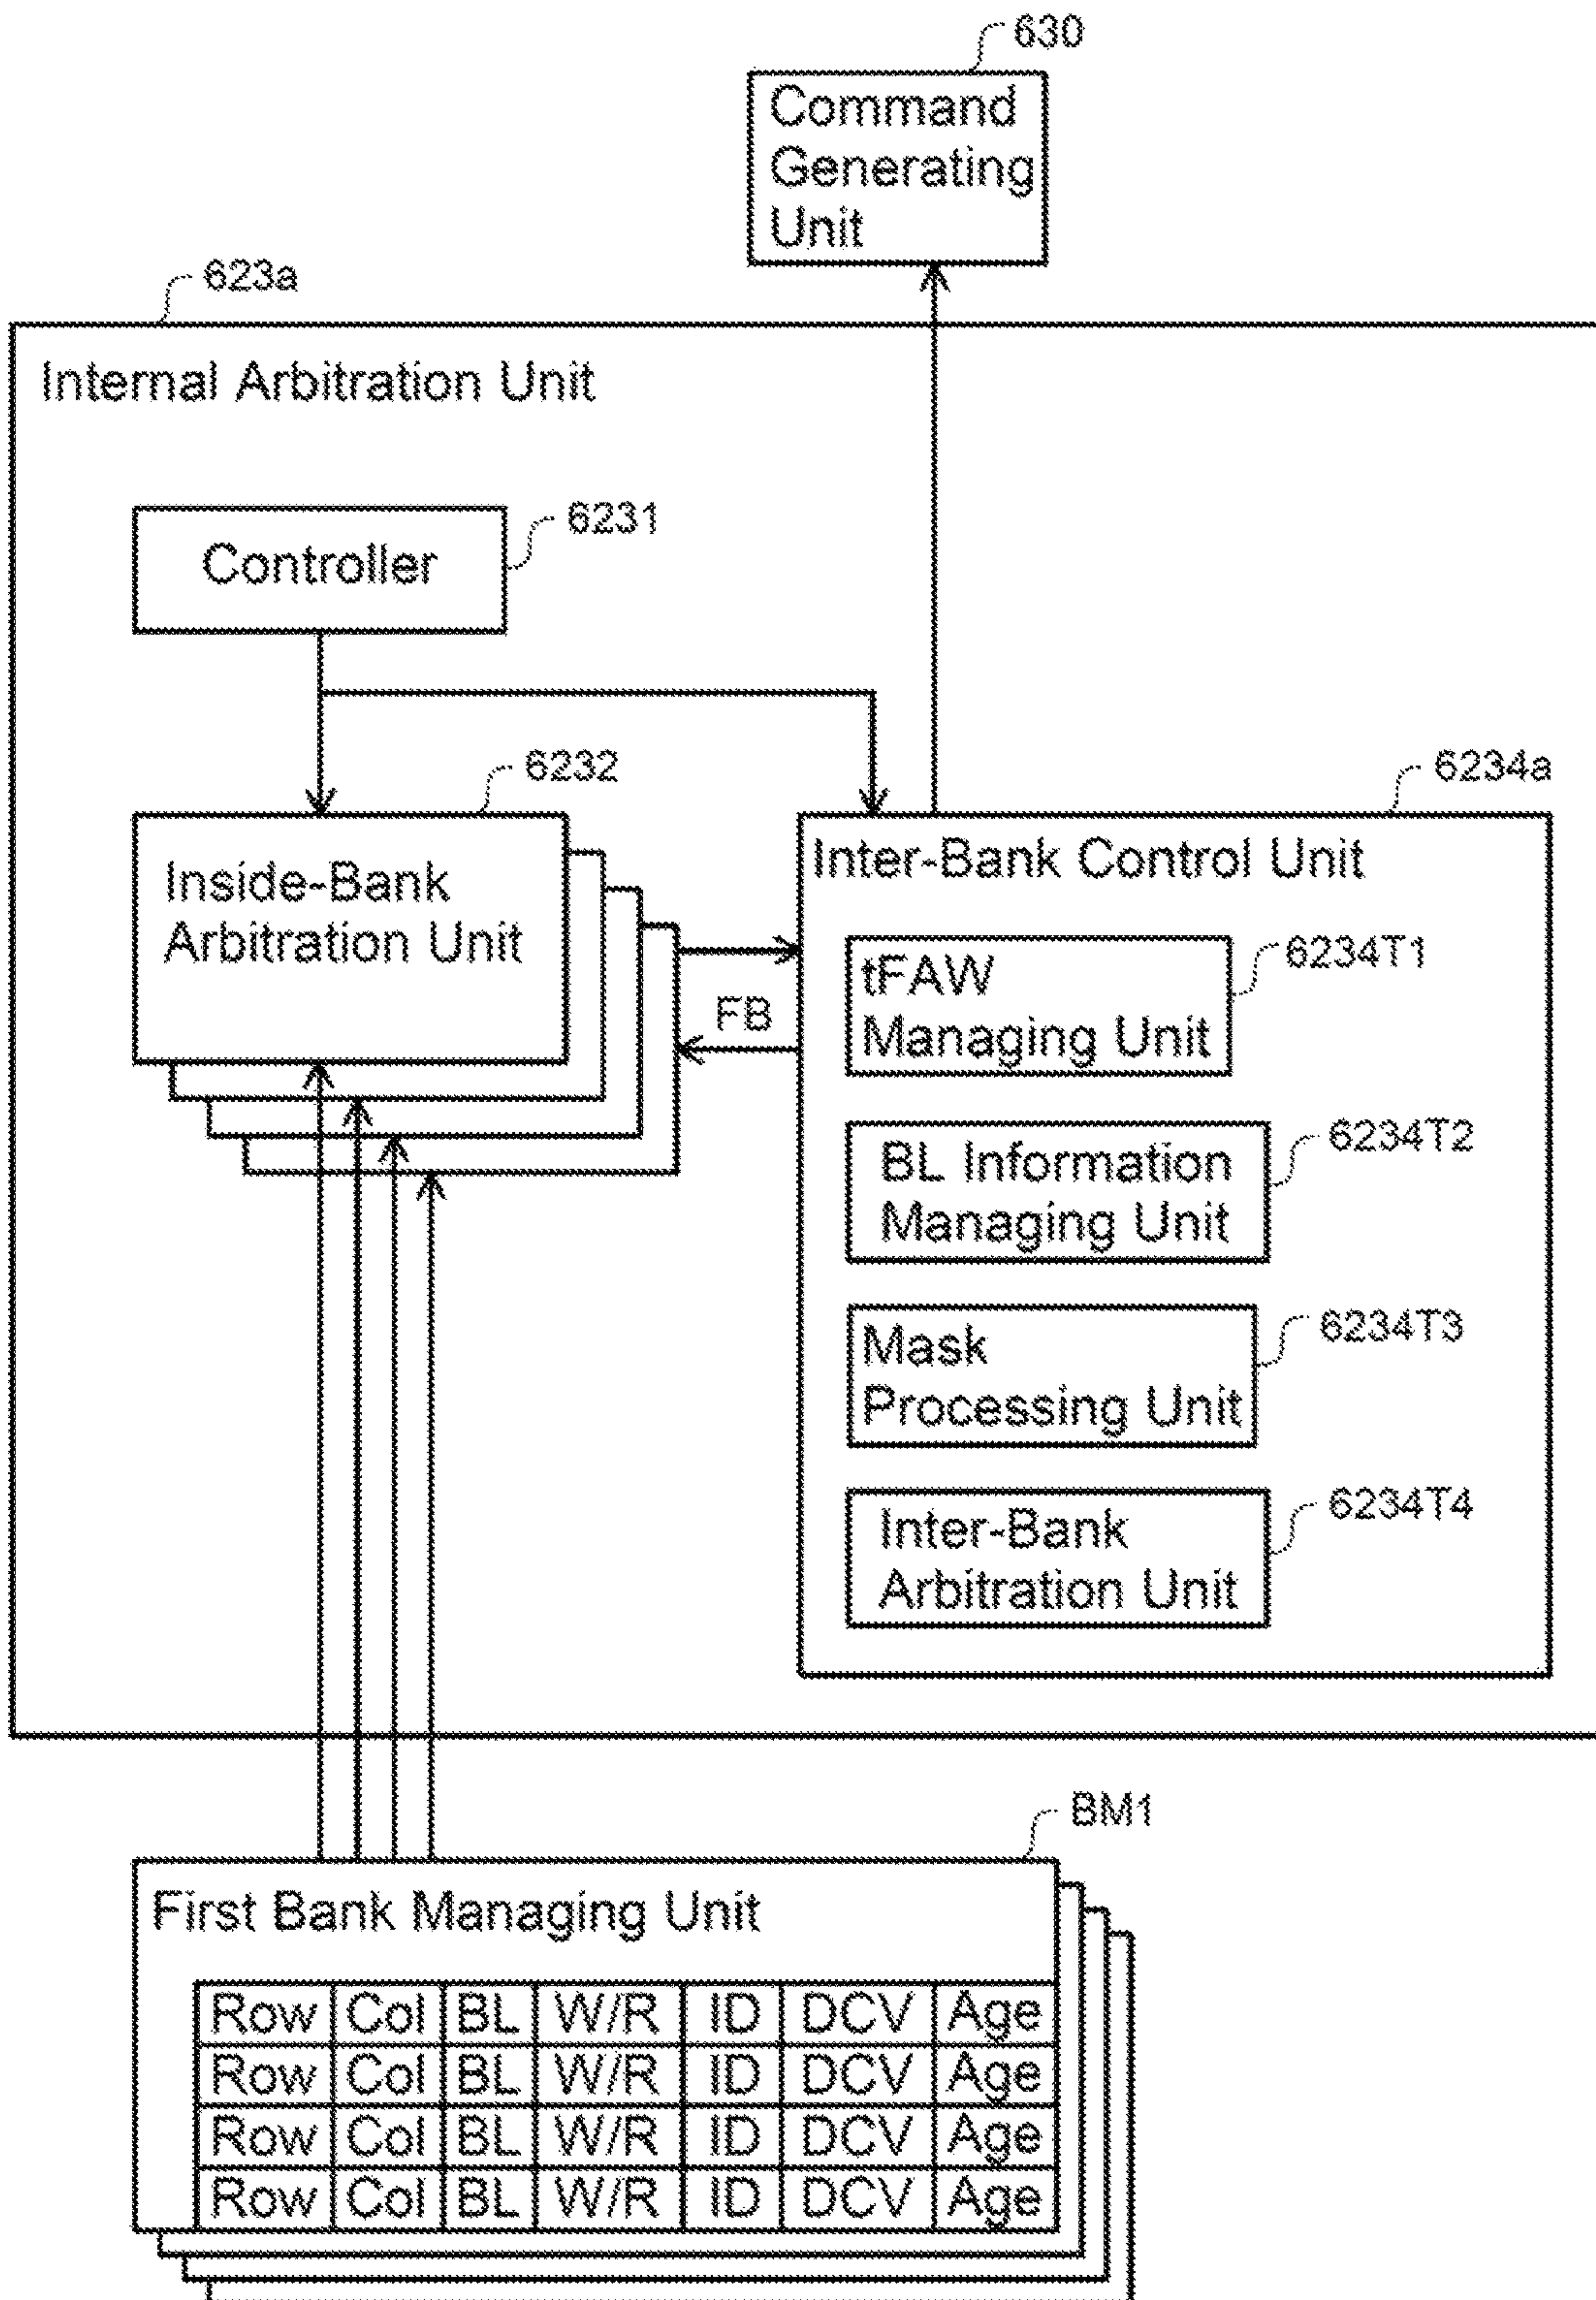 630
Command
Generating
Unit
623a
Internal Arbitration Unit
6231
Controller
6232
6234a
Inside-Bank
Arbitration Unit
Inter-Bank Control Unit
tFAW
Managing Unit
6234T1
FB
BL Information
Managing Unit
6234T2
Mask
Processing Unit
6234T3
Inter-Bank
Arbitration Unit
6234T4
BM1
First Bank Managing Unit
Row Col BL W/R ID DCV Age
Row Col BL W/R ID DCV Age
Row Col BL W/R ID DCV Age
Row Col BL W/R ID DCV Age